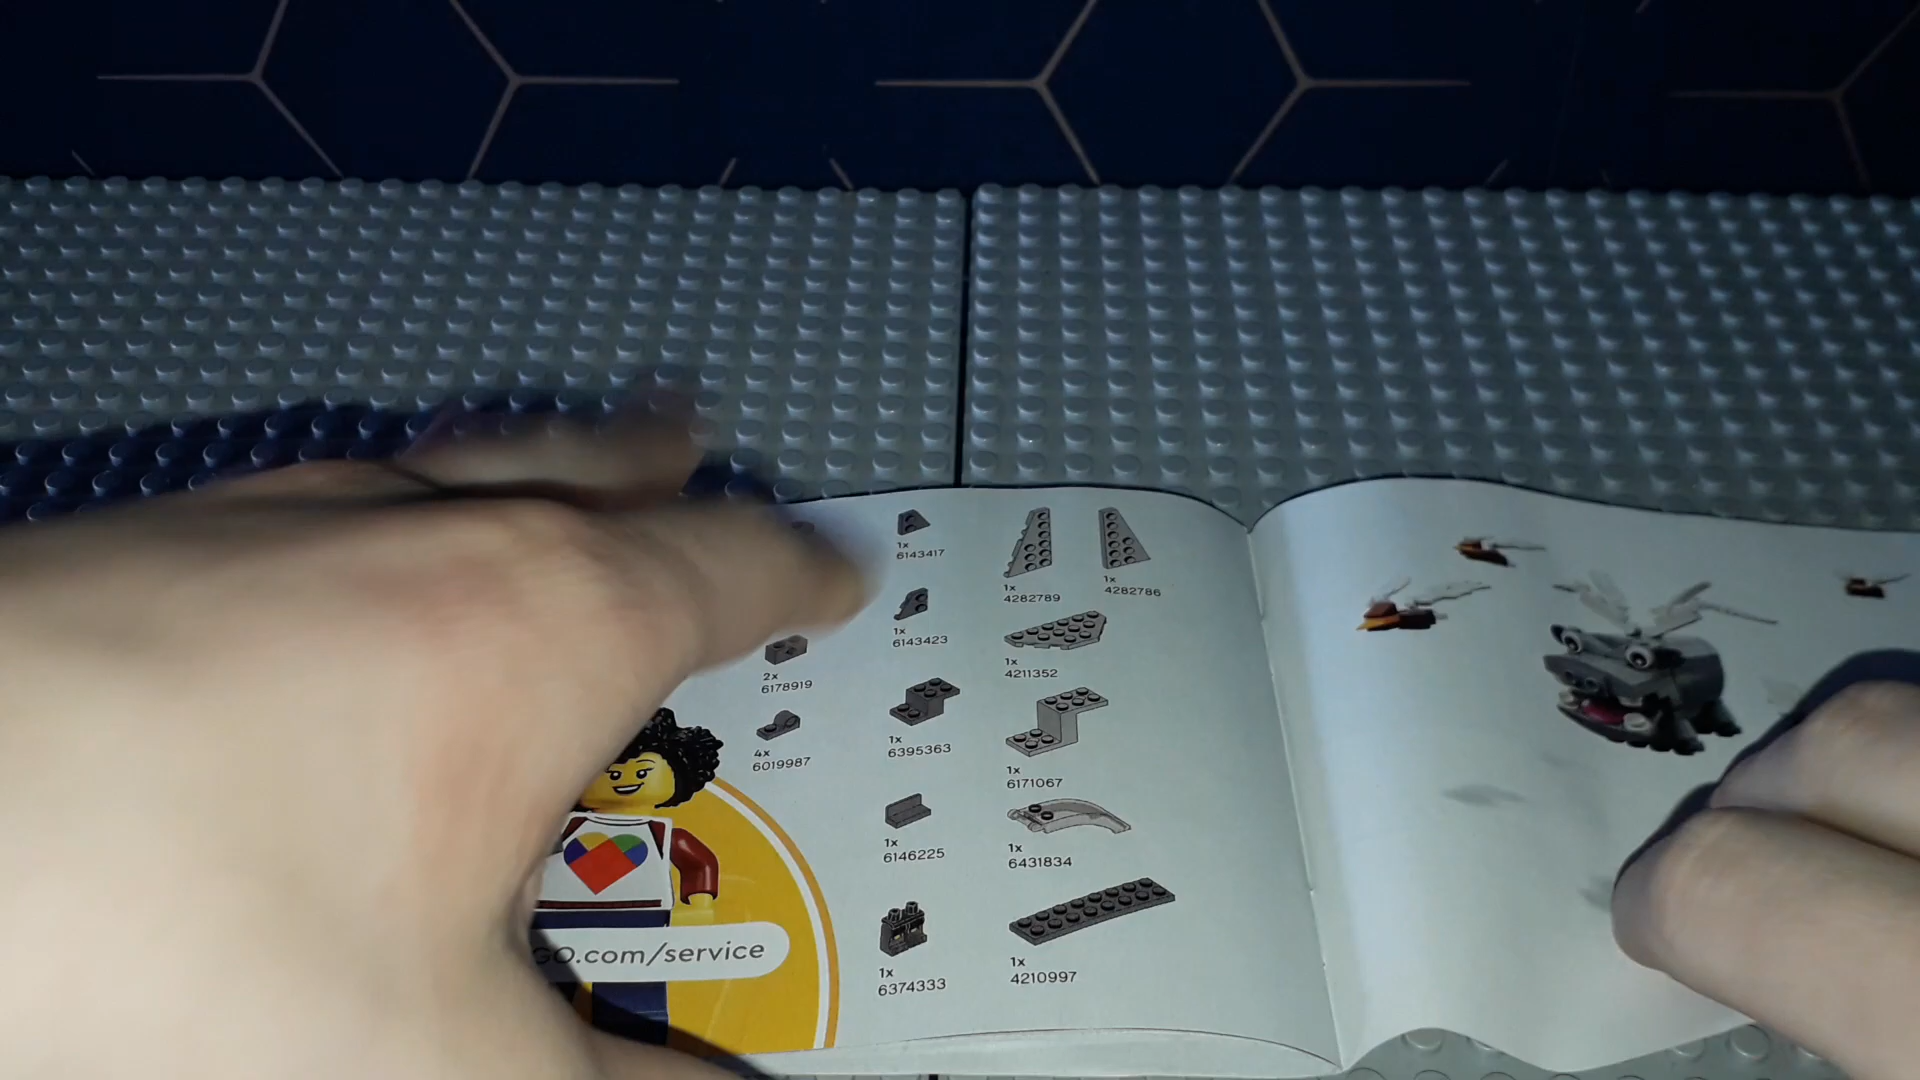 2x
6178919
4x
6019987
GO.com/service
1x
6143417
1x
6143423
1x
6395363
1x
6146225
1x
6374333
1x
4282789
1x
4282786
1x
4211352
1x
6171067
1x
6431834
1x
4210997